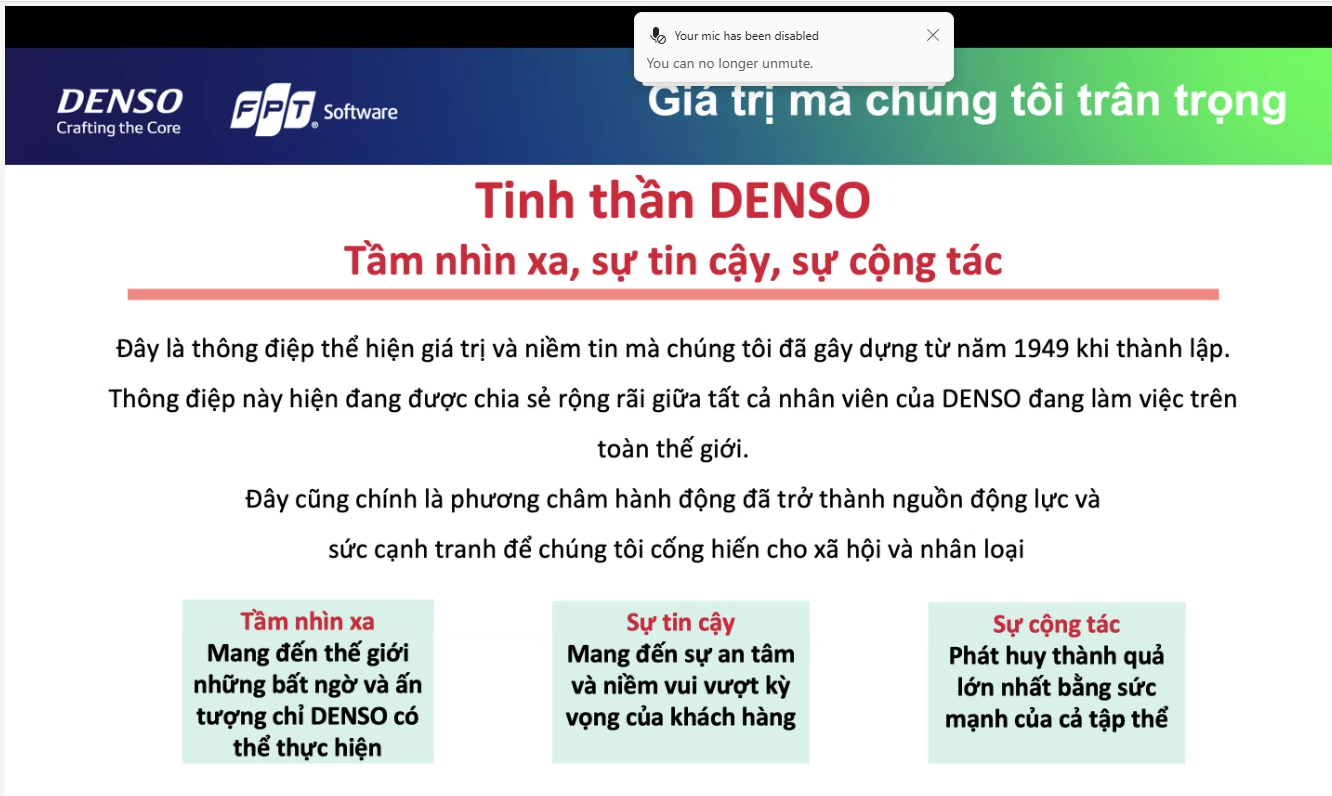 Your mic has been disabled
You can no longer unmute.
DENSO
Crafting the Core
FPT Software
Giá trị mà chúng tôi trân trọng
Tinh thần DENSO
Tầm nhìn xa, sự tin cậy, sự cộng tác
Đây là thông điệp thể hiện giá trị và niềm tin mà chúng tôi đã gây dựng từ năm 1949 khi thành lập.
Thông điệp này hiện đang được chia sẻ rộng rãi giữa tất cả nhân viên của DENSO đang làm việc trên
toàn thế giới.
Đây cũng chính là phương châm hành động đã trở thành nguồn động lực và
sức cạnh tranh để chúng tôi cống hiến cho xã hội và nhân loại
Tầm nhìn xa
Mang đến thế giới
những bất ngờ và ấn
tượng chỉ DENSO có
thể thực hiện
Sự tin cậy
Mang đến sự an tâm
và niềm vui vượt kỳ
vọng của khách hàng
Sự cộng tác
Phát huy thành quả
lớn nhất bằng sức
mạnh của cả tập thể